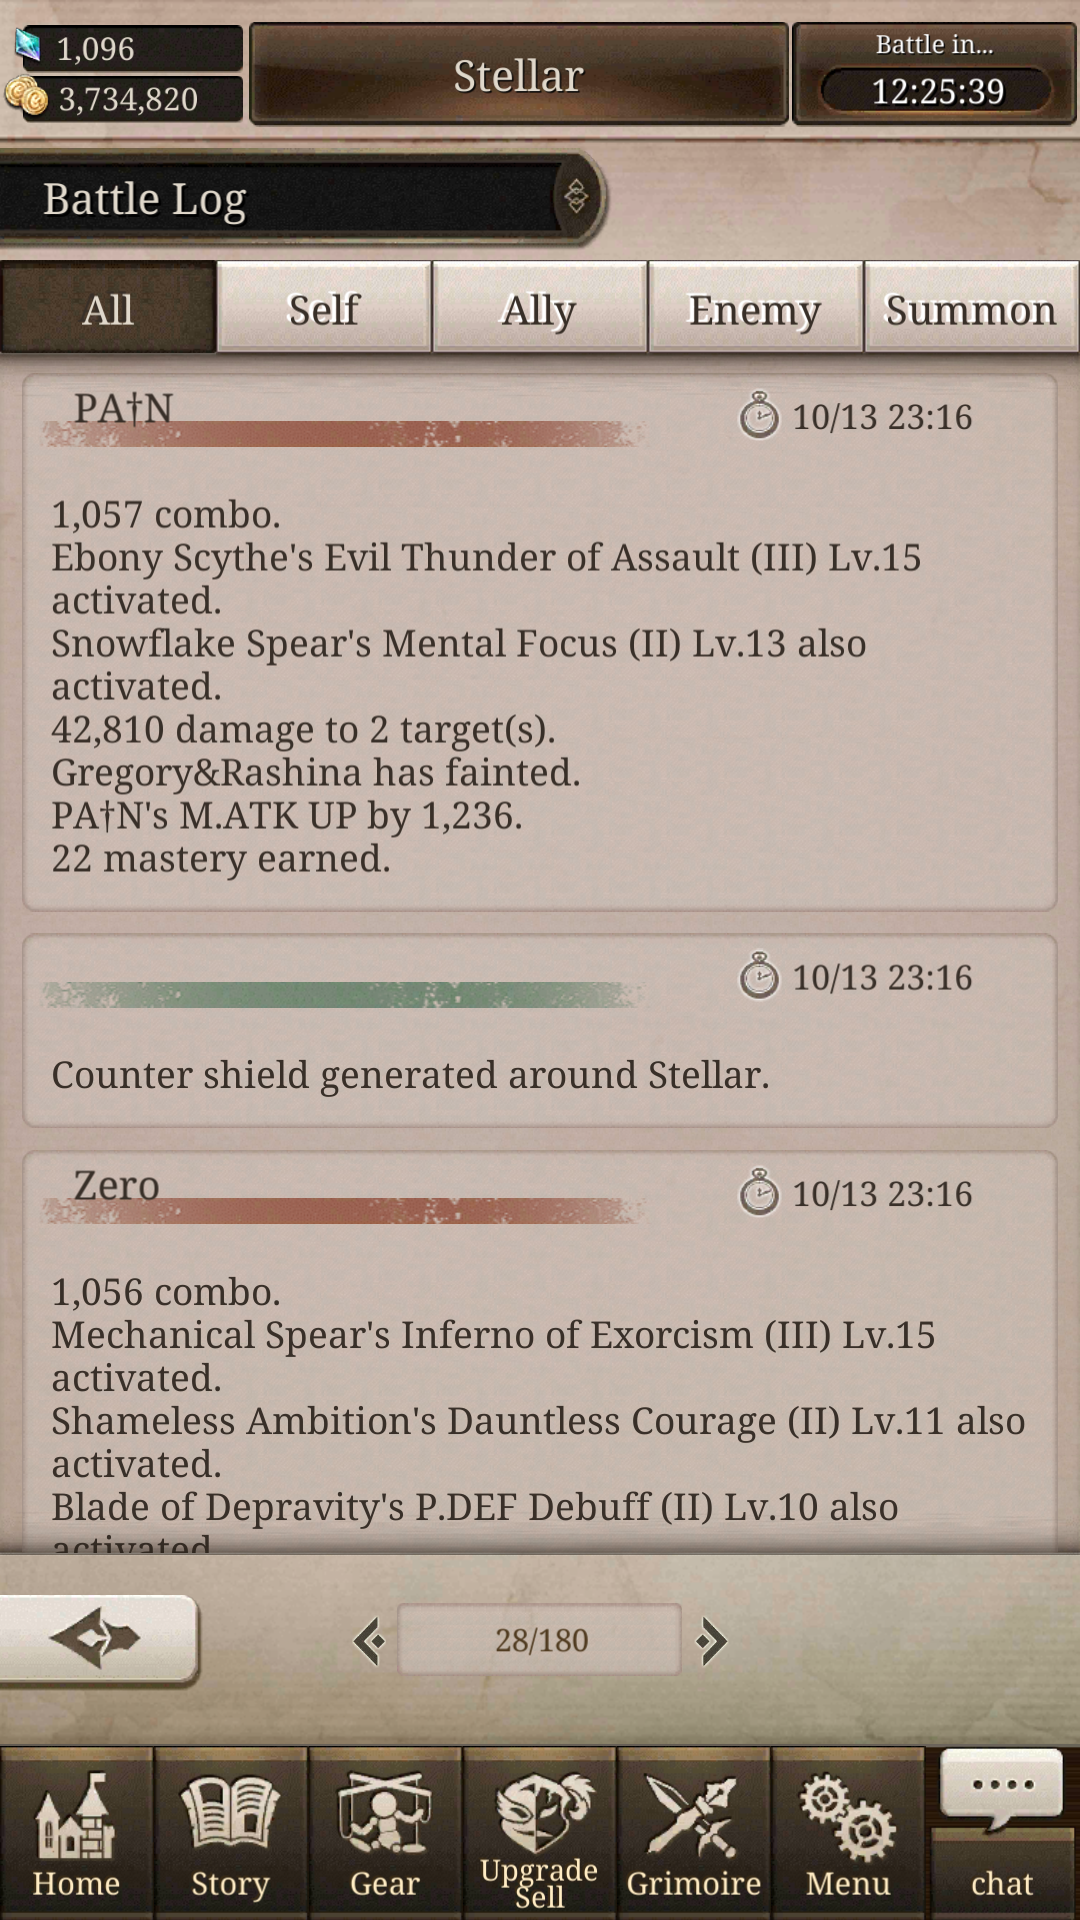 1,096
3,734,820
Stellar
Battle in...
12:25:39
Battle Log
All
Self
Ally
Enemy
Summon
PA†N
10/13 23:16
1,057 combo.
Ebony Scythe's Evil Thunder of Assault (III) Lv.15
activated.
Snowflake Spear's Mental Focus (II) Lv.13 also
activated.
42,810 damage to 2 target(s).
Gregory&Rashina has fainted.
PA†N's M.ATK UP by 1,236.
22 mastery earned.
10/13 23:16
Counter shield generated around Stellar.
Zero
10/13 23:16
1,056 combo.
Mechanical Spear's Inferno of Exorcism (III) Lv.15
activated.
Shameless Ambition's Dauntless Courage (II) Lv.11 also
activated.
Blade of Depravity's P.DEF Debuff (II) Lv.10 also
activated
28/180
Home
Story
Gear
Upgrade
Sell
Grimoire
Menu
chat